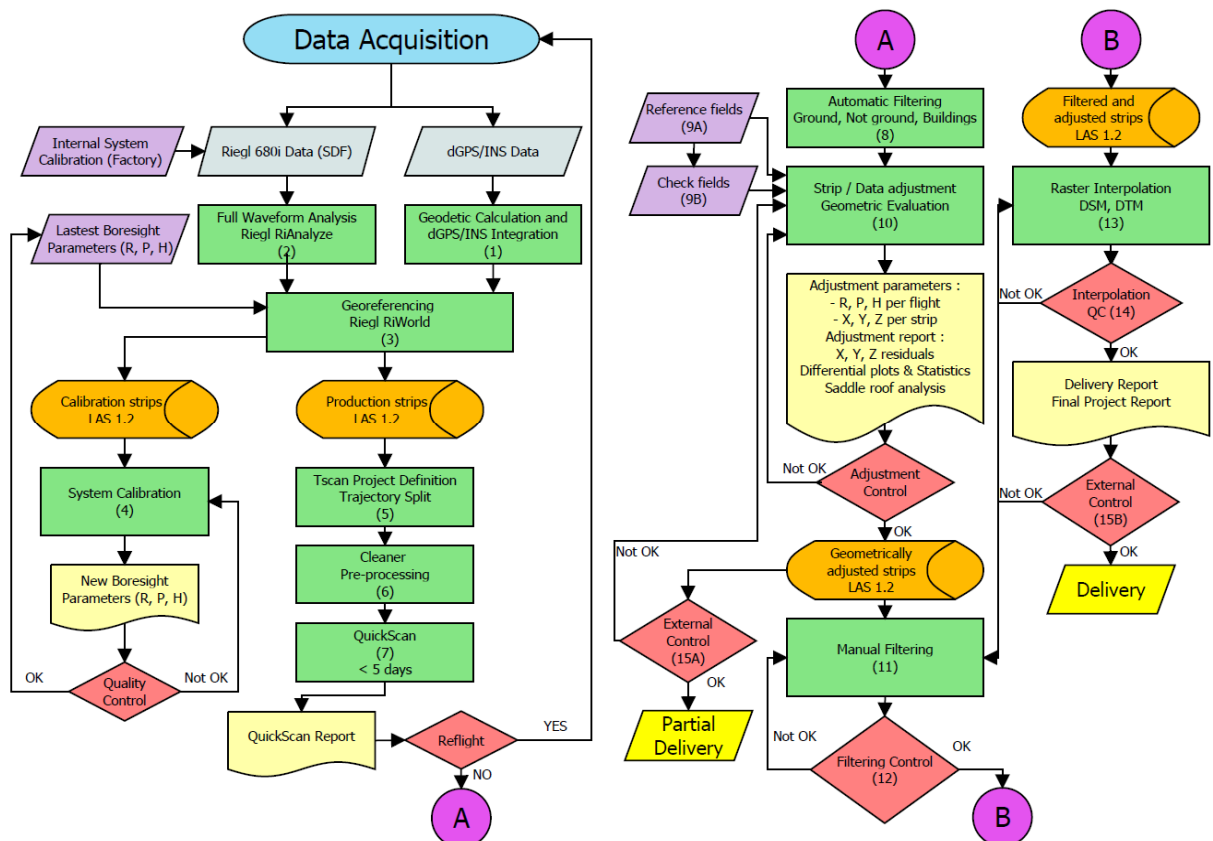 Data Acquisition
Internal System
Calibration (Factory)
Riegl 680i Data (SDF)
dGPS/INS Data
Lastest Boresight
Parameters (R, P, H)
Full Waveform Analysis
Riegl RiAnalyze
(2)
Geodetic Calculation and
dGPS/INS Integration
(1)
Georeferencing
Riegl RiWorld
(3)
Calibration strips
LAS 1.2
Production strips
LAS 1.2
System Calibration
(4)
Tscan Project Definition
Trajectory Split
(5)
New Boresight
Parameters (R, P, H)
Cleaner
Pre-processing
(6)
QuickScan
(7)
< 5 days
OK
Quality
Control
Not OK
QuickScan Report
Reflight
YES
NO
A
A
Reference fields
(9A)
Automatic Filtering
Ground, Not ground, Buildings
(8)
Check fields
(9B)
Strip / Data adjustment
Geometric Evaluation
(10)
Adjustment parameters :
- R, P, H per flight
- X, Y, Z per strip
Adjustment report :
X, Y, Z residuals
Differential plots & Statistics
Saddle roof analysis
Not OK
Adjustment
Control
OK
Not OK
Geometrically
adjusted strips
LAS 1.2
External
Control
(15A)
OK
Partial
Delivery
Manual Filtering
(11)
Not OK
Filtering Control
(12)
OK
B
B
Filtered and
adjusted strips
LAS 1.2
Raster Interpolation
DSM, DTM
(13)
Not OK
Interpolation
QC (14)
OK
Delivery Report
Final Project Report
Not OK
External
Control
(15B)
OK
Delivery